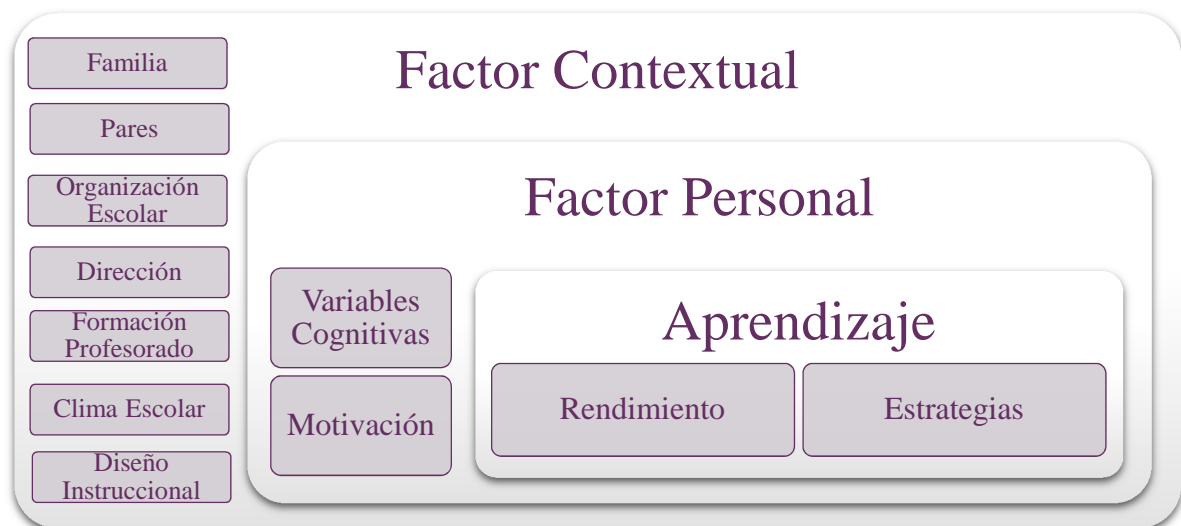 Factor Contextual
Familia
Pares
Organización
Escolar
Dirección
Formación
Profesorado
Clima Escolar
Diseño
Instruccional
Factor Personal
Variables
Cognitivas
Motivación
Aprendizaje
Rendimiento
Estrategias